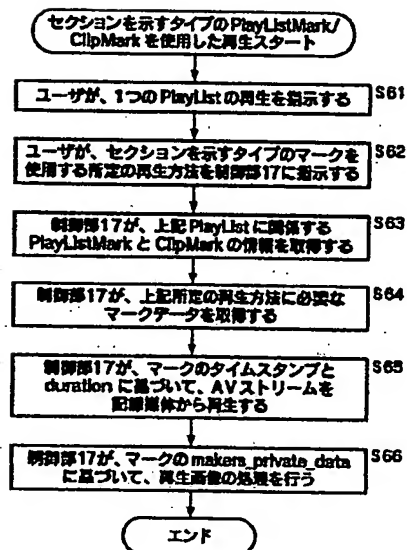 セクションを示すタイプのPlayListMark/
ClipMarkを使用した再生スタート
ユーザが、1つのPlayListの再生を指示する
S61
ユーザが、セクションを示すタイプのマークを
使用する所定の再生方法を制御部17に指示する
S62
制御部17が、上記PlayListに関係する
PlayListMarkとClipMarkの情報を取得する
S63
制御部17が、上記所定の再生方法に必要な
マークデータを取得する
S64
制御部17が、マークのタイムスタンプと
durationに基づいて、AVストリームを
記録媒体から再生する
S65
制御部17が、マークのmakers_private_data
に基づいて、再生画像の処理を行う
S66
エンド